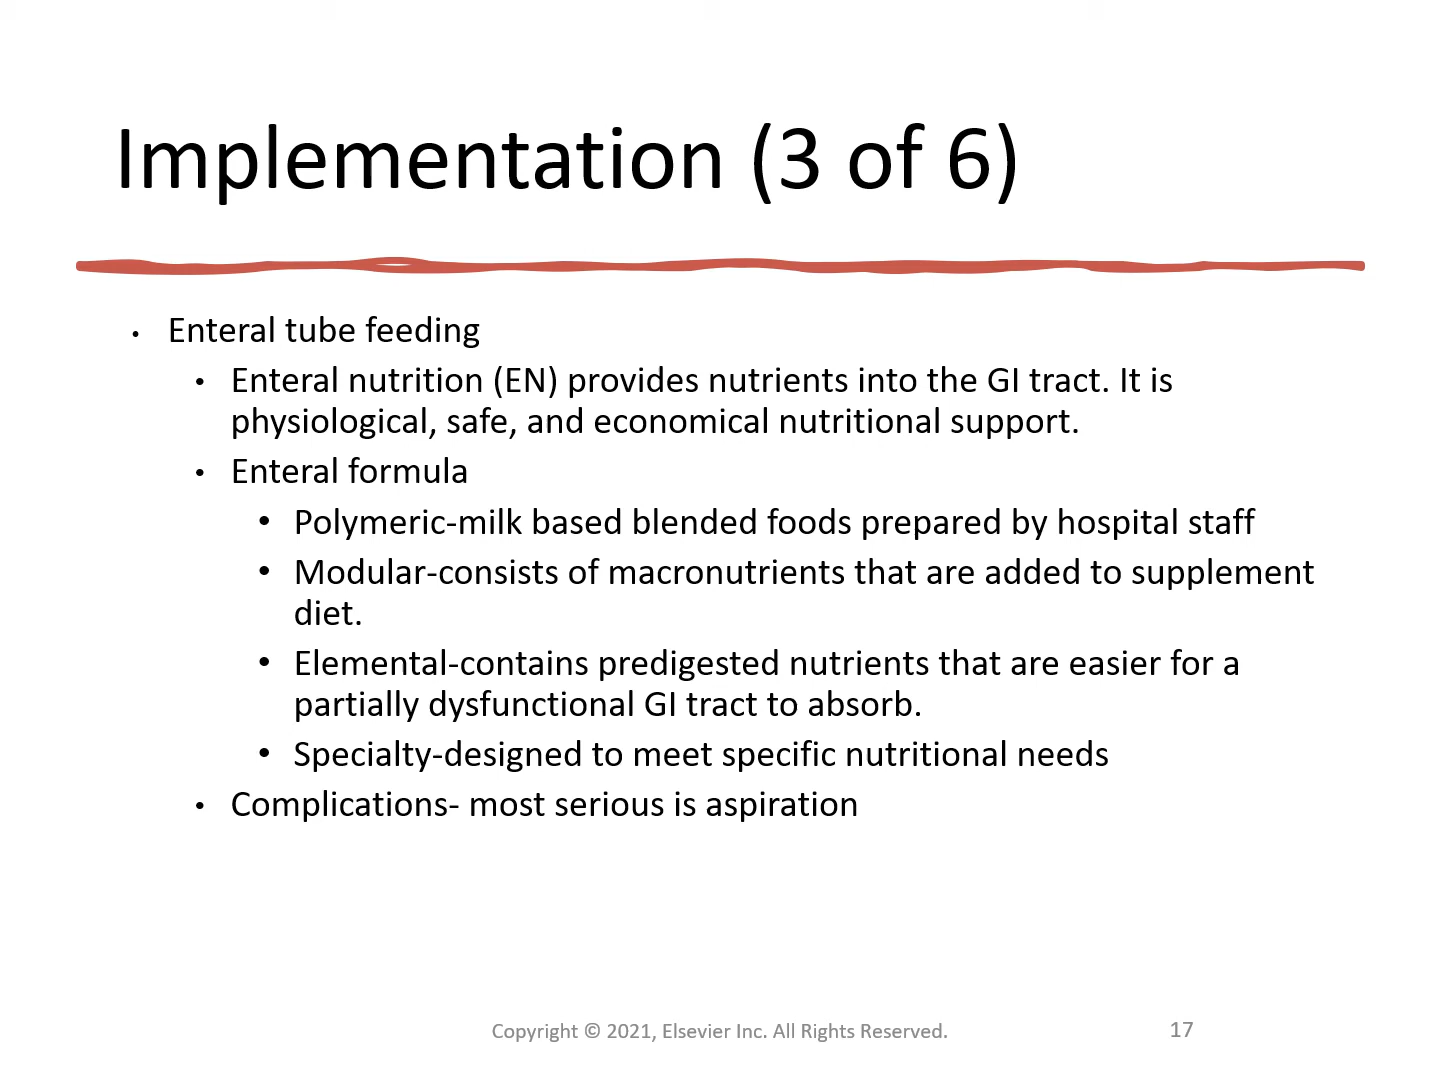 Implementation (3 of 6)
• Enteral tube feeding
• Enteral nutrition (EN) provides nutrients into the GI tract. It is
physiological, safe, and economical nutritional support.
• Enteral formula
• Polymeric-milk based blended foods prepared by hospital staff
• Modular-consists of macronutrients that are added to supplement
diet.
• Elemental-contains predigested nutrients that are easier for a
partially dysfunctional GI tract to absorb.
• Specialty-designed to meet specific nutritional needs
• Complications- most serious is aspiration
Copyright © 2021, Elsevier Inc. All Rights Reserved.
17